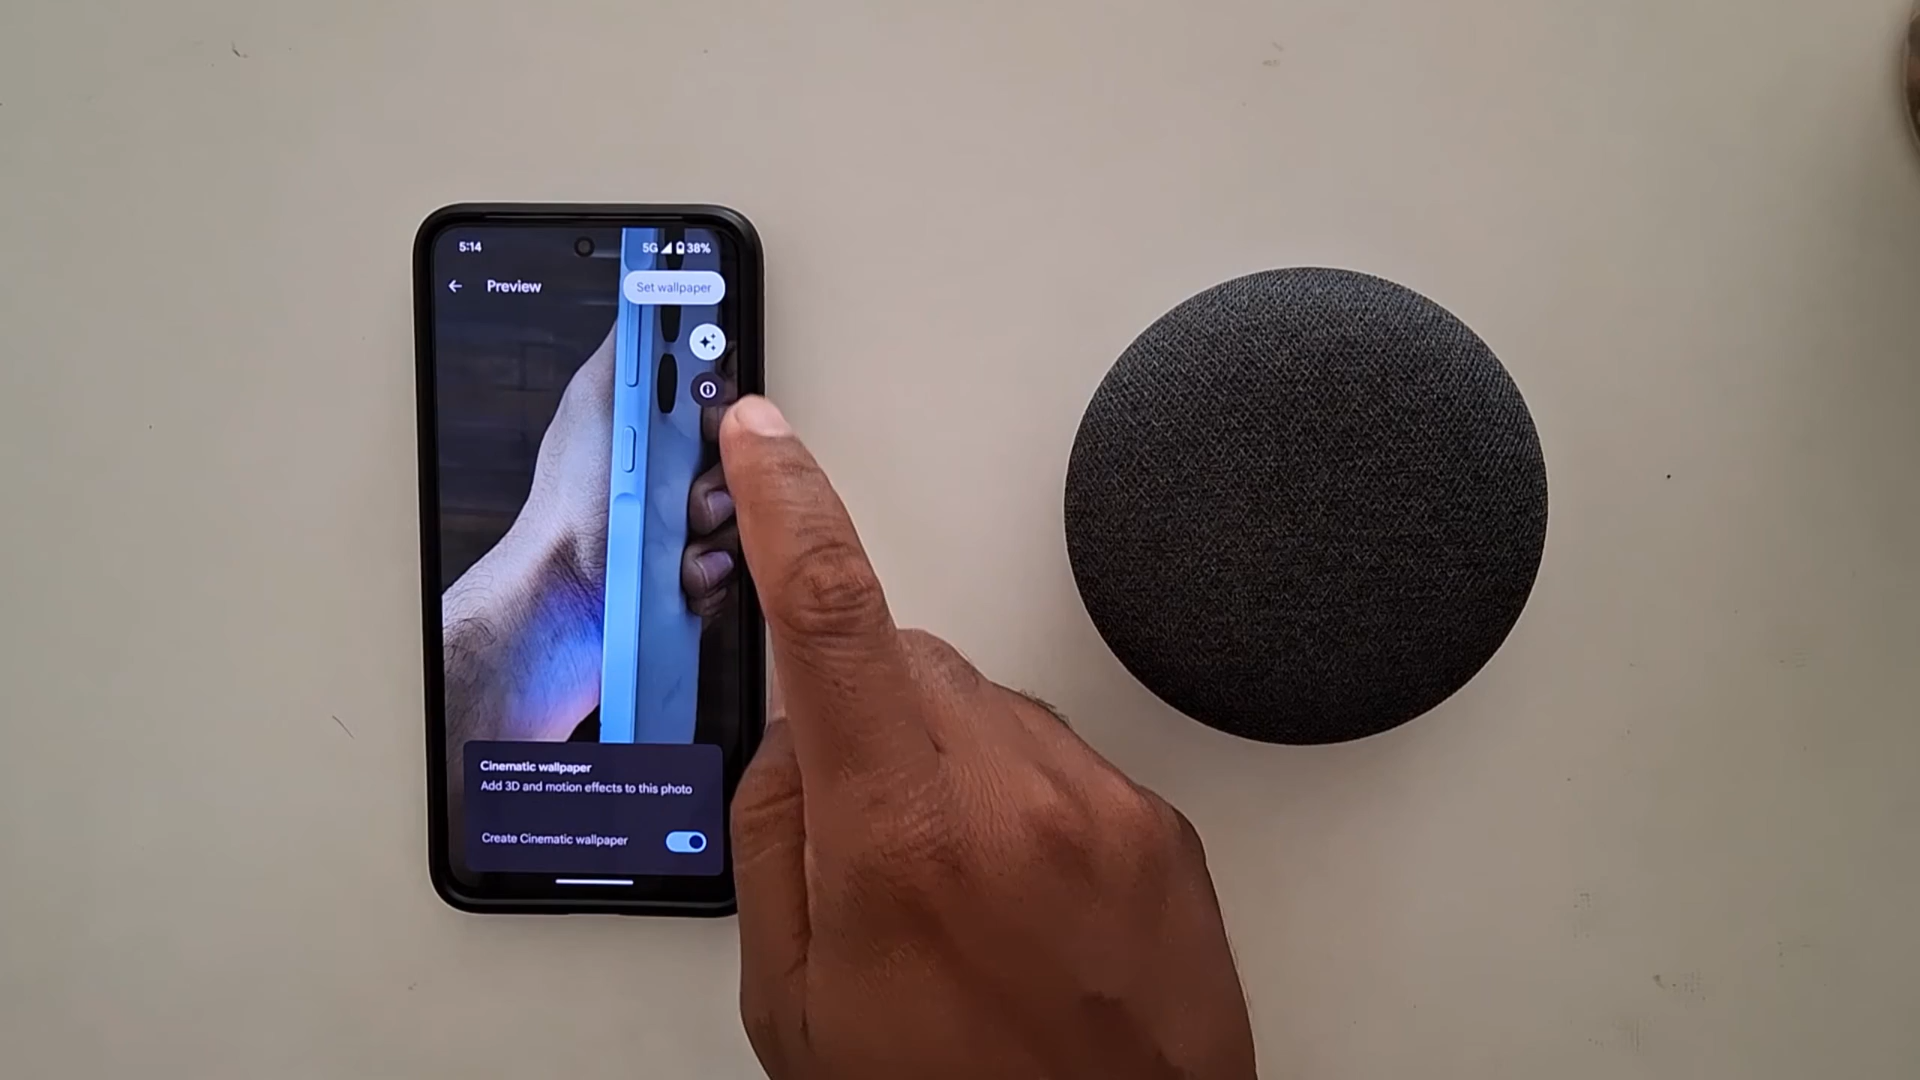 5:14
5G 38%
Preview
Set wallpaper
Cinematic wallpaper
Add 3D and motion effects to this photo
Create Cinematic wallpaper